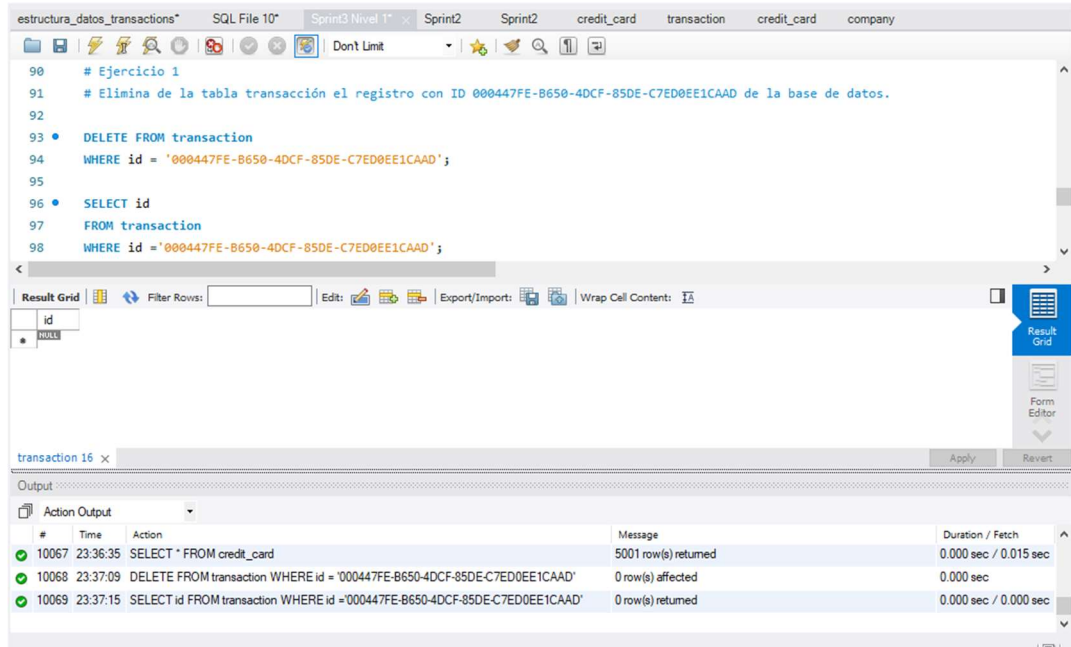 estructura_datos_transactions* SQL File 10* Sprint3 Nivel 1* Sprint2 Sprint2 credit_card transaction credit_card company
Don't Limit
90 # Ejercicio 1
91 # Elimina de la tabla transacción el registro con ID 000447FE-B650-4DCF-85DE-C7ED0EE1CAAD de la base de datos.
92
93 DELETE FROM transaction
94 WHERE id = '000447FE-B650-4DCF-85DE-C7ED0EE1CAAD';
95
96 SELECT id
97 FROM transaction
98 WHERE id ='000447FE-B650-4DCF-85DE-C7ED0EE1CAAD';
Result Grid Filter Rows: Edit: Export/Import: Wrap Cell Content:
id
NULL
Result Grid
Form Editor
transaction 16 Apply Revert
Output
Action Output
# Time Action Message Duration / Fetch
10067 23:36:35 SELECT * FROM credit_card 5001 row(s) returned 0.000 sec / 0.015 sec
10068 23:37:09 DELETE FROM transaction WHERE id = '000447FE-B650-4DCF-85DE-C7ED0EE1CAAD' 0 row(s) affected 0.000 sec
10069 23:37:15 SELECT id FROM transaction WHERE id ='000447FE-B650-4DCF-85DE-C7ED0EE1CAAD' 0 row(s) returned 0.000 sec / 0.000 sec